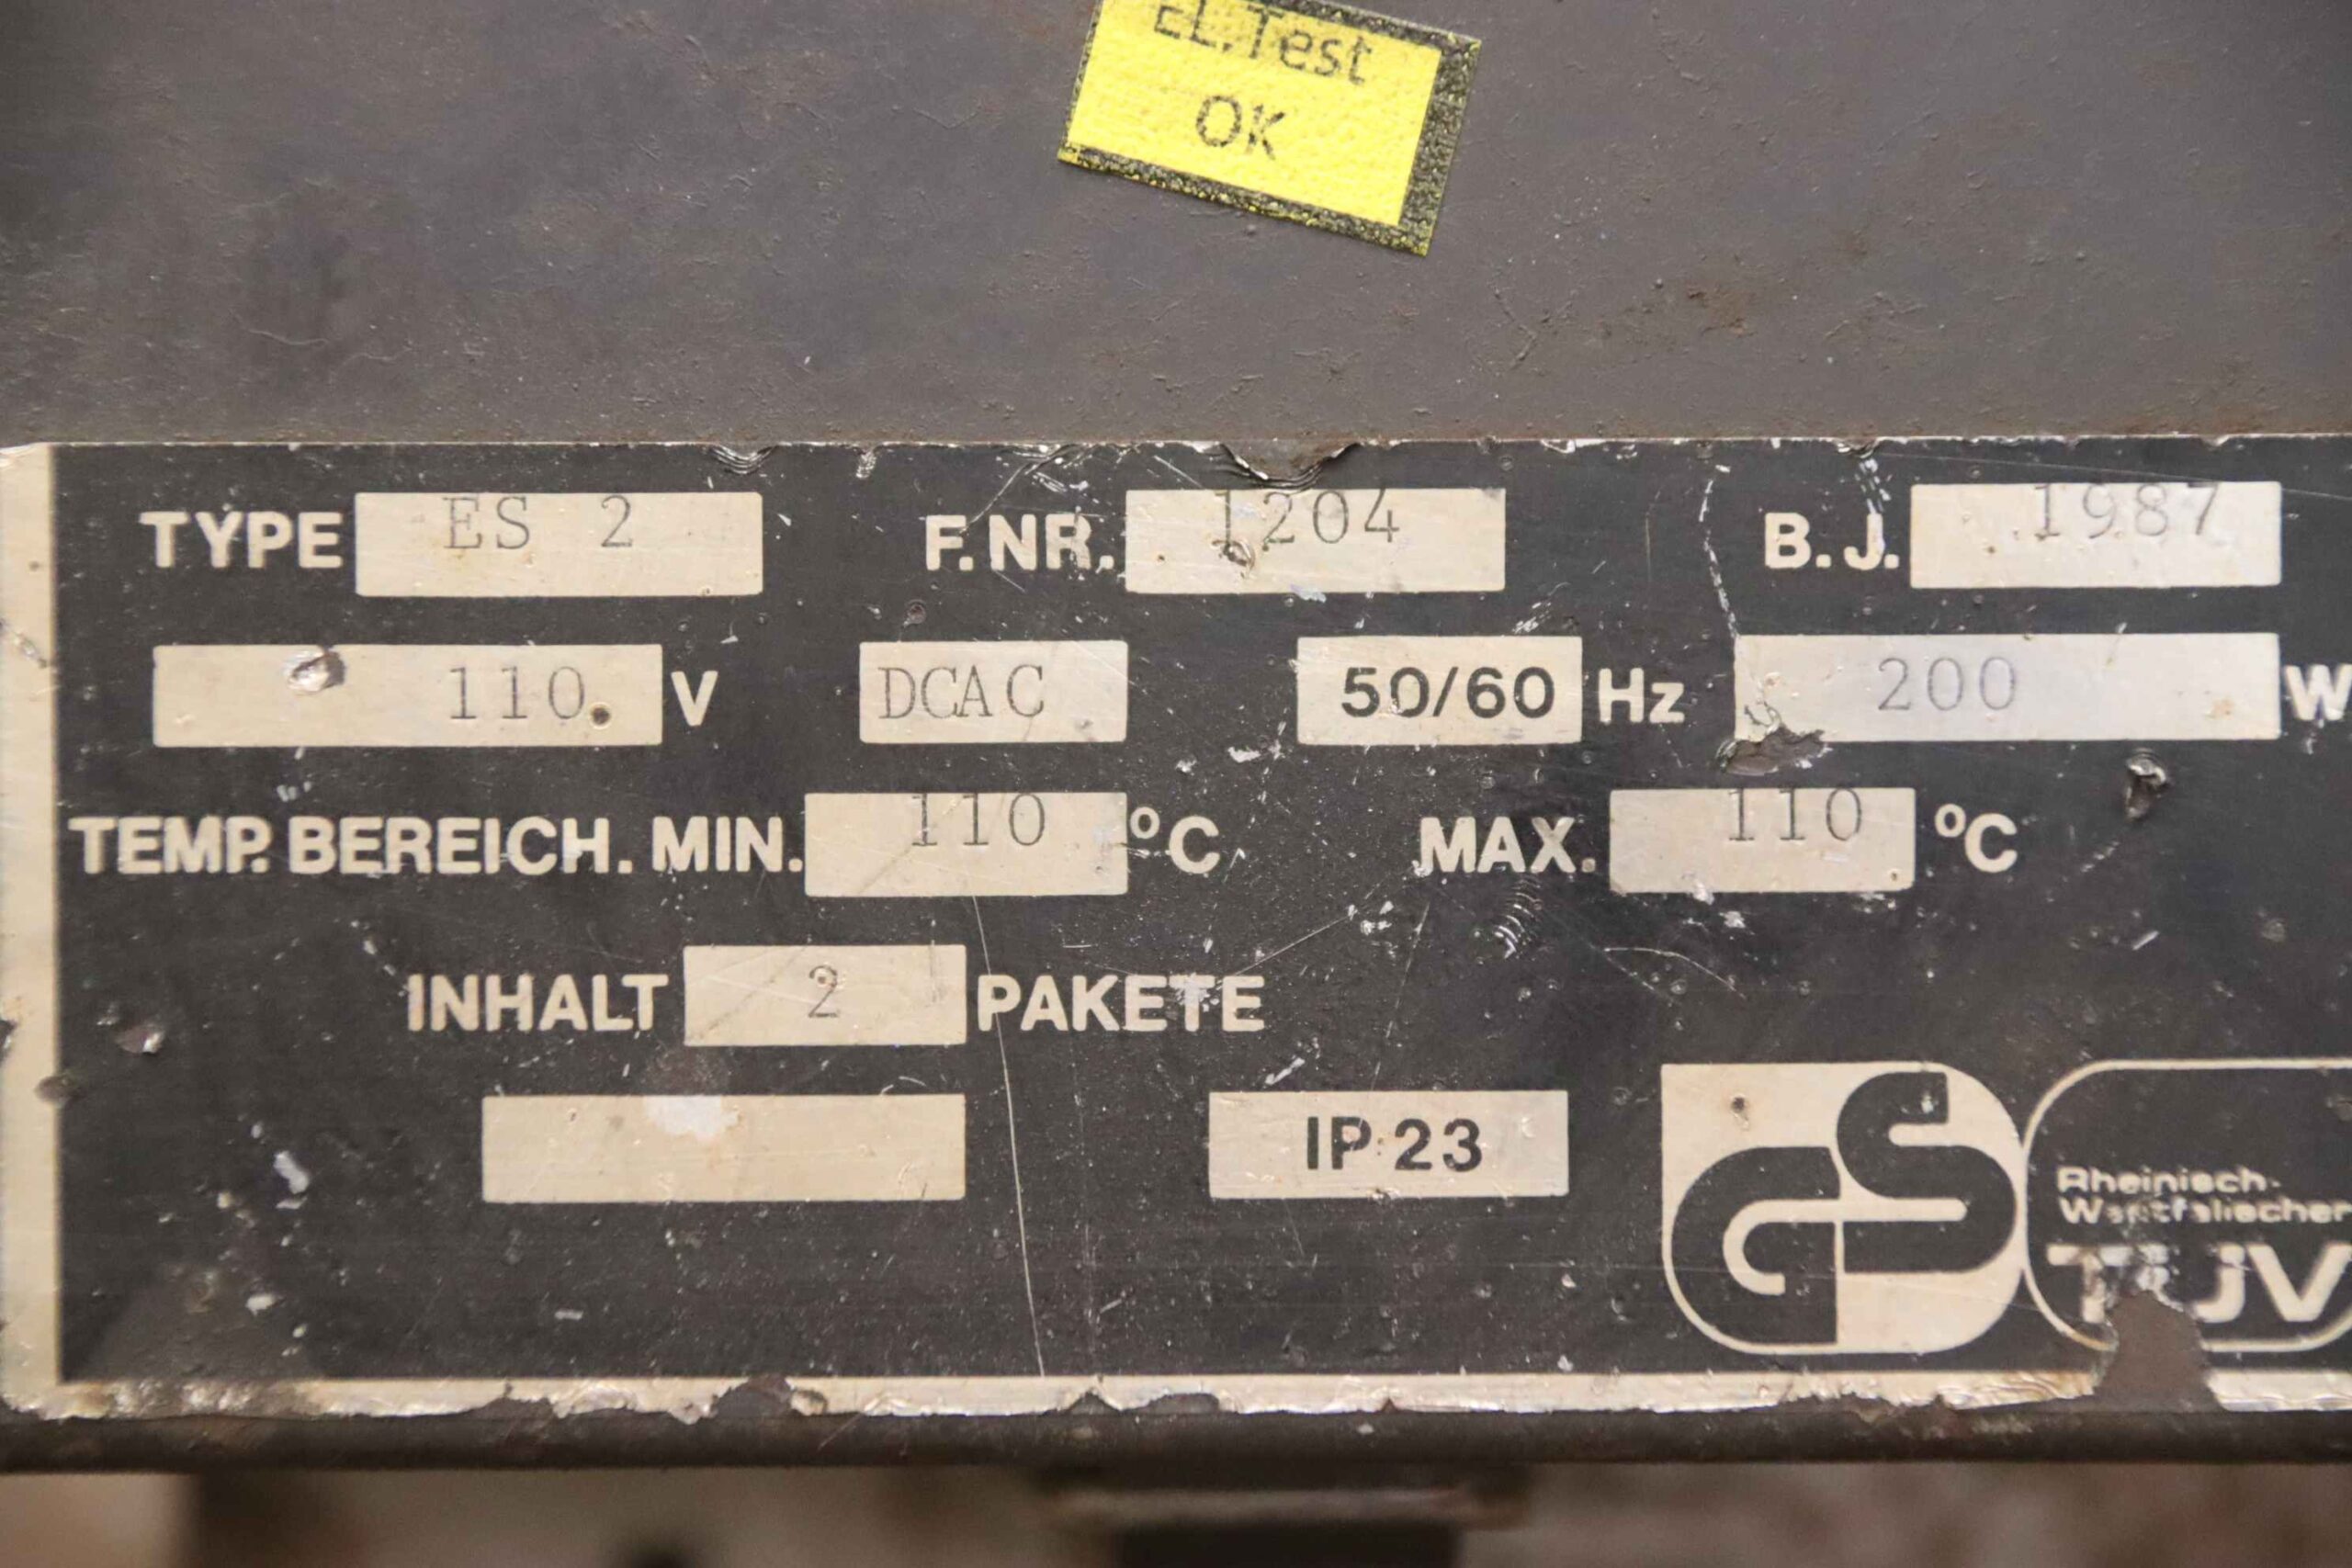 EL.Test
OK
TYPE ES 2 F.NR. 1204 B.J. 1987
110 V DCAC 50/60 Hz 200 W
TEMP. BEREICH. MIN. 110 °C MAX. 110 °C
INHALT 2 PAKETE
IP 23
GS
Rheinisch-
Westfälischer
TÜV